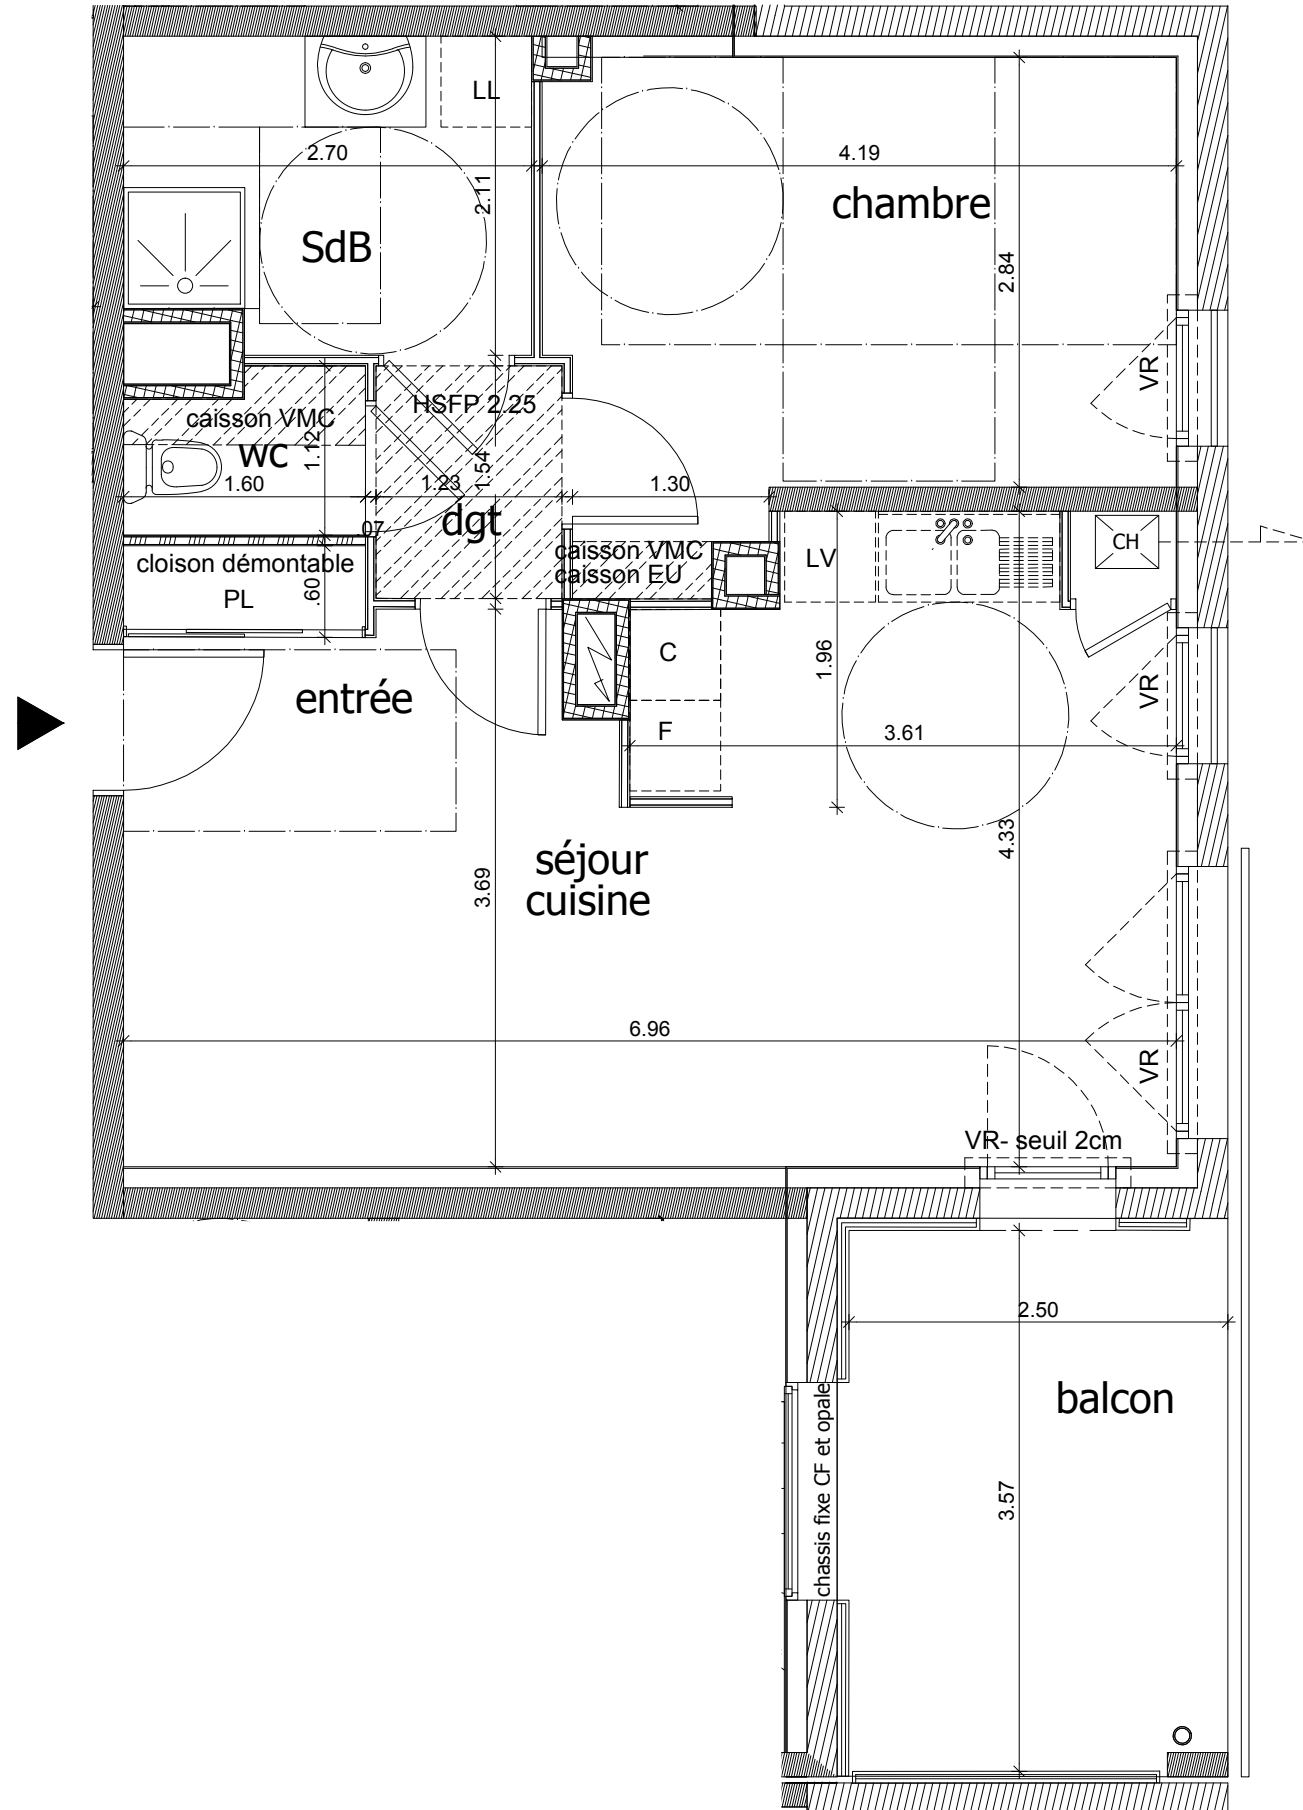 LL
2.70
4.19
2.11
chambre
SdB
2.84
VR
HSFP 2.25
caisson VMC
1.12
WC
1.54
1.60
1.23
1.30
.07
dgt
caisson VMC
caisson EU
LV
CH
cloison démontable
.60
PL
C
1.96
VR
entrée
F
3.61
4.33
séjour
cuisine
3.69
6.96
VR
VR- seuil 2cm
2.50
balcon
chassis fixe CF et opale
3.57